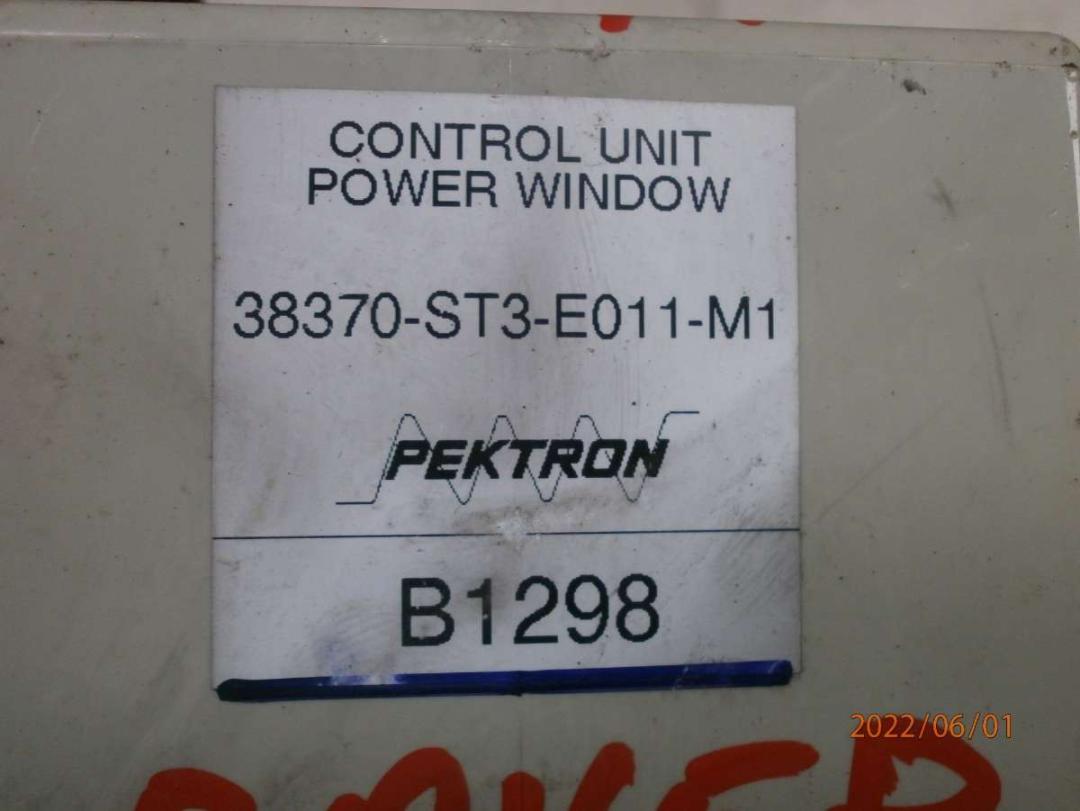 CONTROL UNIT
POWER WINDOW
38370-ST3-E011-M1
PEKTRON
B1298
2022/06/01